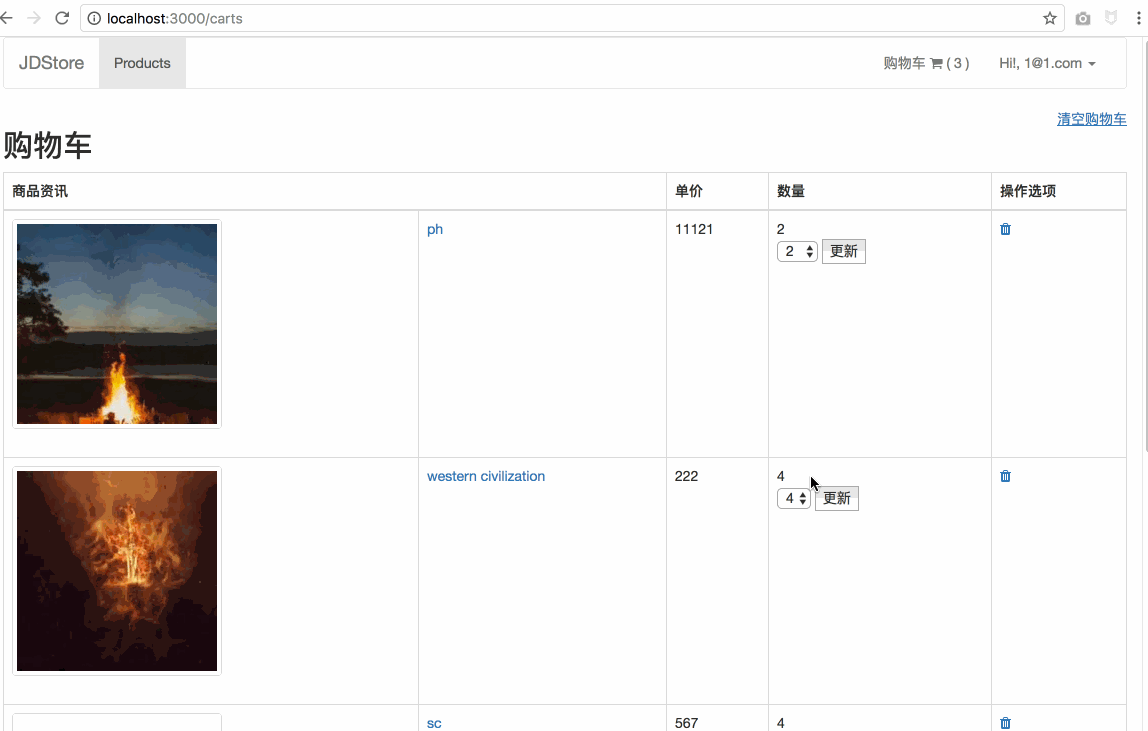 localhost:3000/carts
JDStore Products 购物车 ( 3 ) Hi!, 1@1.com
清空购物车
购物车
商品资讯 单价 数量 操作选项
ph 11121 2
2 更新
western civilization 222 4
4 更新
sc 567 4